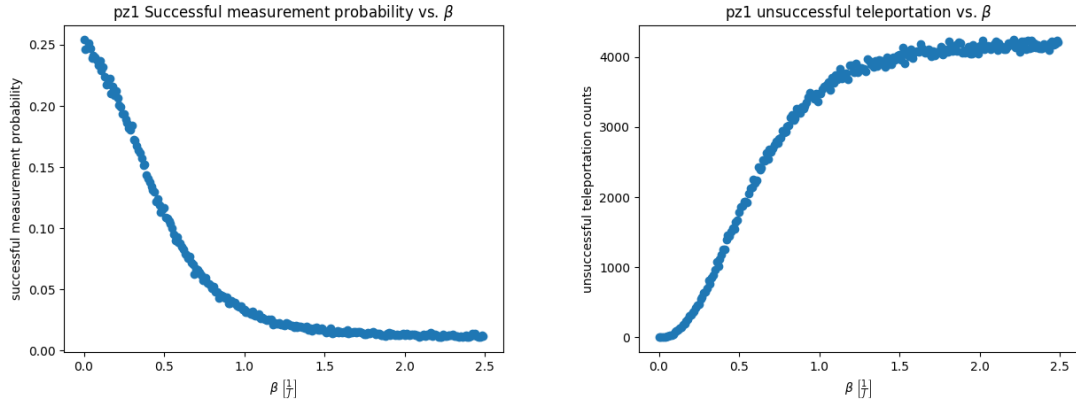 pz1 Successful measurement probability vs. β
successful measurement probability
0.25
0.20
0.15
0.10
0.05
0.00
0.0 0.5 1.0 1.5 2.0 2.5
β [1/J]
pz1 unsuccessful teleportation vs. β
unsuccessful teleportation counts
4000
3000
2000
1000
0
0.0 0.5 1.0 1.5 2.0 2.5
β [1/J]